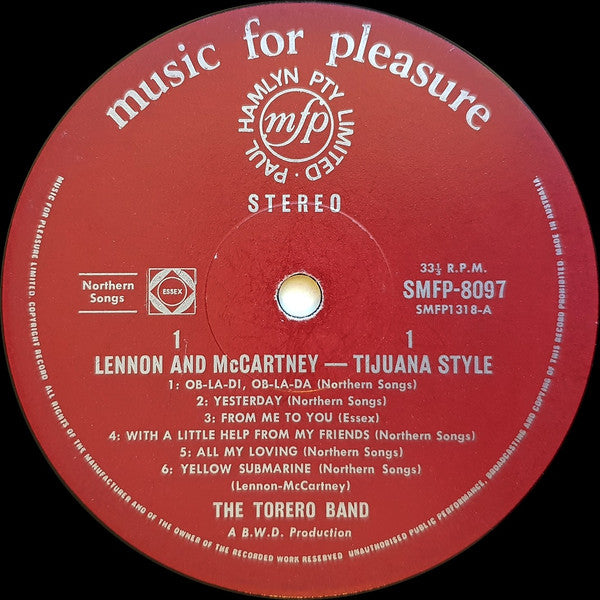 music for pleasure
PAUL HAMLYN PTY LIMITED ·
mfp
STEREO
Northern
Songs
ESSEX
33⅓ R.P.M.
SMFP-8097
SMFP1318-A
1 1
LENNON AND McCARTNEY — TIJUANA STYLE
1: OB-LA-DI, OB-LA-DA (Northern Songs)
2: YESTERDAY (Northern Songs)
3: FROM ME TO YOU (Essex)
4: WITH A LITTLE HELP FROM MY FRIENDS (Northern Songs)
5: ALL MY LOVING (Northern Songs)
6: YELLOW SUBMARINE (Northern Songs)
(Lennon-McCartney)
THE TORERO BAND
A B.W.D. Production
MUSIC FOR PLEASURE LIMITED. COPYRIGHT RECORD. ALL RIGHTS OF THE MANUFACTURER AND OF THE OWNER OF THE RECORDED WORK RESERVED UNAUTHORISED PUBLIC PERFORMANCE, BROADCASTING AND COPYING OF THIS RECORD PROHIBITED. MADE IN AUSTRALIA.